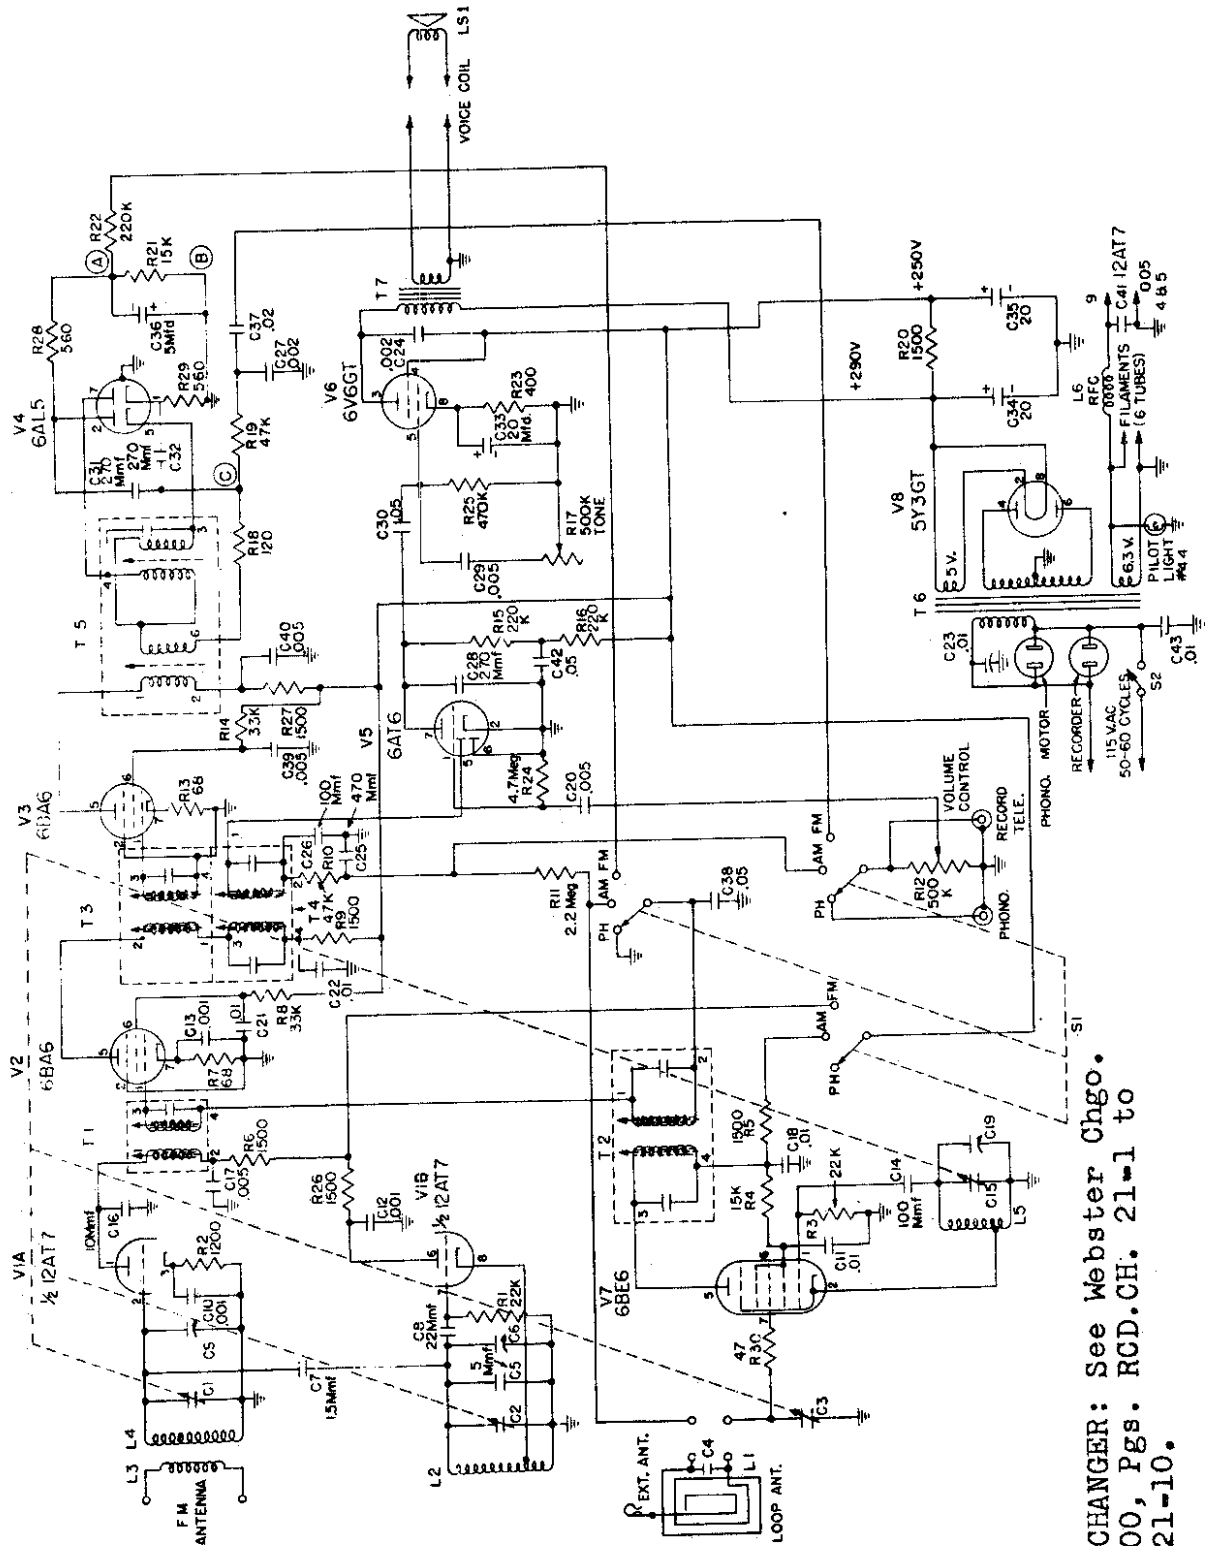 V1A
½ 12AT7
V2
6BA6
V3
6BA6
V4
6AL5
V1B
½ 12AT7
V5
6AT6
V6
6V6GT
V7
6BE6
V8
5Y3GT
FM
ANTENNA
L3
L4
C1
C10
.001
R2
1200
C16
10Mmf
C7
1.5Mmf
T1
1
2
3
4
C17
.005
R6
1500
R26
1500
C12
.001
L2
C2
C5
5
Mmf
C6
C8
22Mmf
R1
22K
R7
68
C13
.001
C21
.01
R8
33K
T3
T4
C22
.01
R9
1500
R10
47K
C26
100
Mmf
C25
470
Mmf
R13
68
R14
33K
C39
.005
R27
1500
C40
.005
T5
R18
120
C31
270
Mmf
270
Mmf
C32
R28
560
R29
560
A
B
C
C36
5Mfd
R21
15K
R22
220K
R19
47K
C27
.002
C37
.02
4.7 Meg
R24
C20
.005
C28
270
Mmf
R15
220
K
C42
.05
R16
220
K
C30
.05
C29
.005
R25
470K
R17
500K
TONE
C33
20
Mfd.
R23
400
.002
C24
T7
VOICE COIL
LS1
EXT. ANT.
C4
L1
LOOP ANT.
C3
47
R30
T2
15K
R4
1500
R5
C18
.01
R3
22K
C11
.01
C14
100
Mmf
C15
C19
L5
R11
2.2 Meg
PH
AM
FM
C38
.05
PH
AM
FM
PH
AM
FM
S1
R12
500
K
VOLUME
CONTROL
PHONO.
RECORD
TELE.
PHONO. MOTOR
RECORDER
115 V.AC
50-60 CYCLES
S2
C43
.01
C23
.01
T6
5 V.
6.3 V.
PILOT
LIGHT
#44
FILAMENTS
(6 TUBES)
L6
RFC
C41
.005
12AT7
9
4 & 5
C34
20
C35
20
R20
1500
+290V
+250V
CHANGER: See Webster Chgo.
00, Pgs. RCD.CH. 21-1 to
21-10.